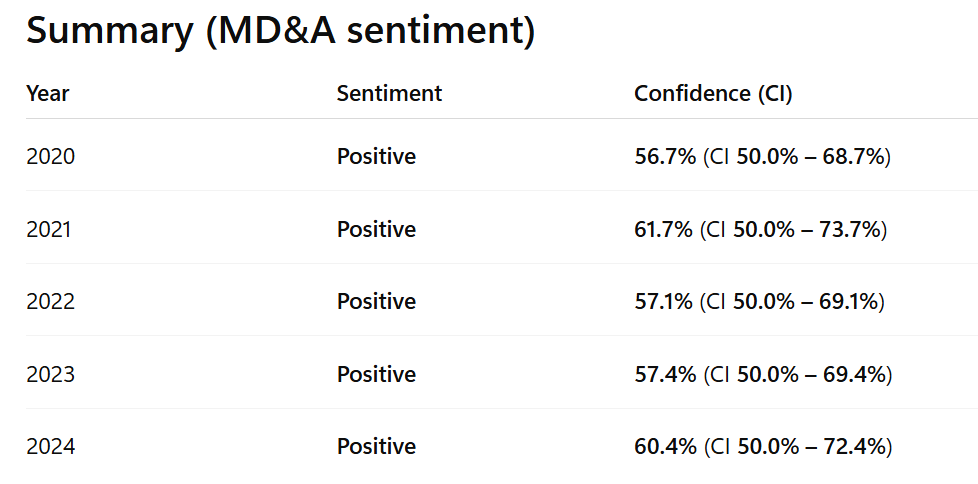 Summary (MD&A sentiment)
Year Sentiment Confidence (CI)
2020 Positive 56.7% (CI 50.0% – 68.7%)
2021 Positive 61.7% (CI 50.0% – 73.7%)
2022 Positive 57.1% (CI 50.0% – 69.1%)
2023 Positive 57.4% (CI 50.0% – 69.4%)
2024 Positive 60.4% (CI 50.0% – 72.4%)